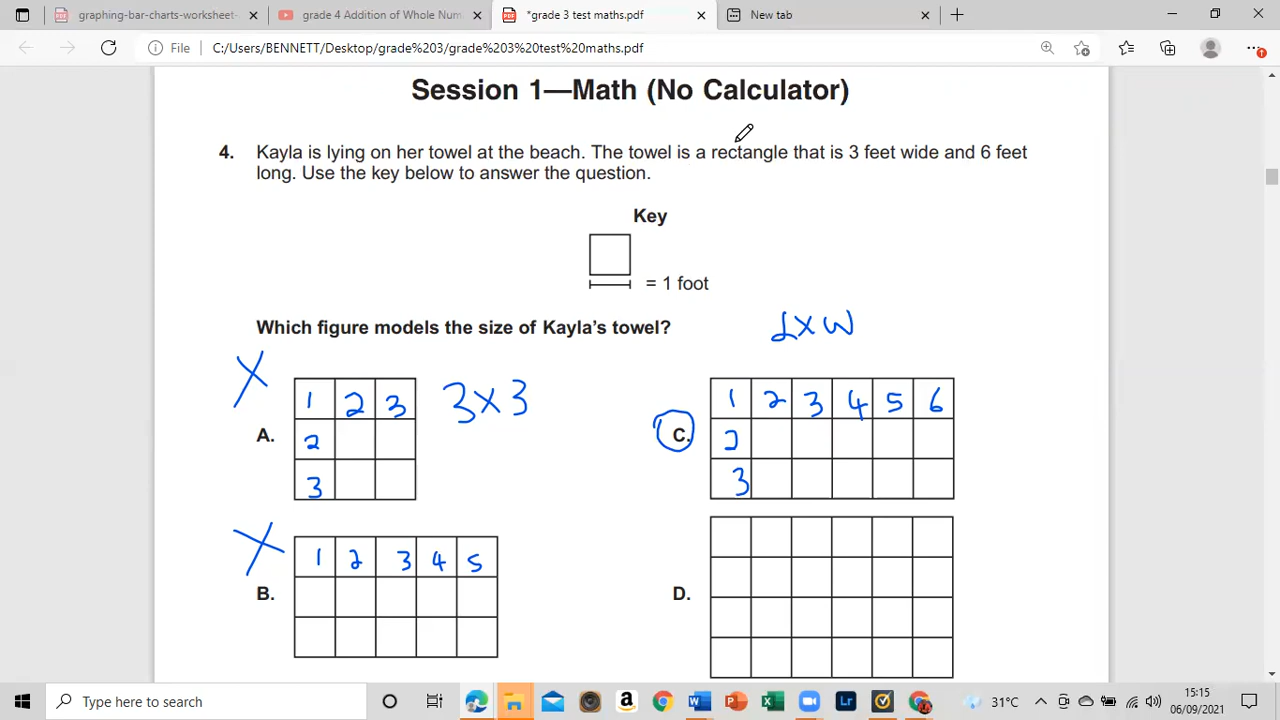 graphing-bar-charts-worksheet-
grade 4 Addition of Whole Num
*grade 3 test maths.pdf
New tab
File
C:/Users/BENNETT/Desktop/grade%203/grade%203%20test%20maths.pdf
Session 1—Math (No Calculator)
4. Kayla is lying on her towel at the beach. The towel is a rectangle that is 3 feet wide and 6 feet
long. Use the key below to answer the question.
Key
= 1 foot
Which figure models the size of Kayla's towel?
L X W
X
A.
1 2 3
2
3
3 X 3
X
B.
1 2 3 4 5
C.
1 2 3 4 5 6
2
3
D.
Type here to search
31°C
15:15
06/09/2021